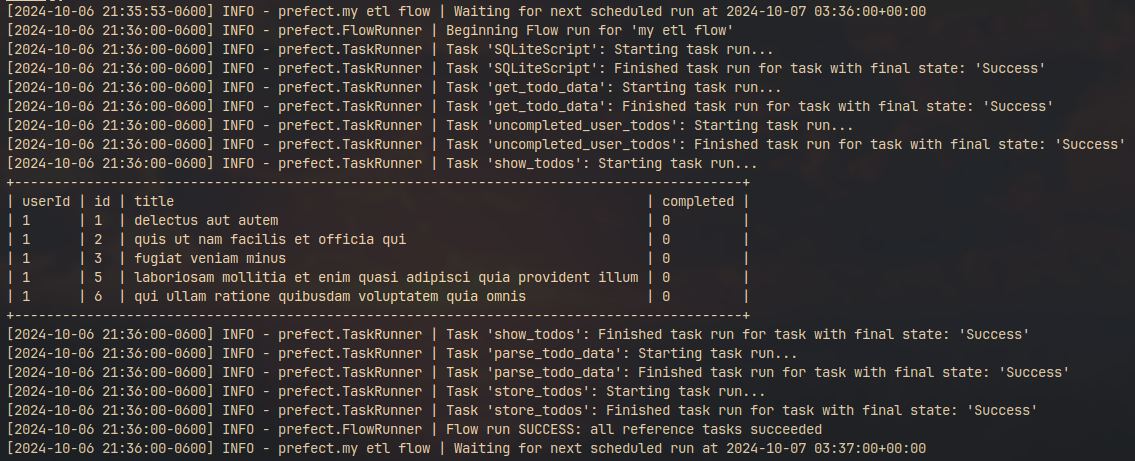 [2024-10-06 21:35:53-0600] INFO - prefect.my etl flow | Waiting for next scheduled run at 2024-10-07 03:36:00+00:00
[2024-10-06 21:36:00-0600] INFO - prefect.FlowRunner | Beginning Flow run for 'my etl flow'
[2024-10-06 21:36:00-0600] INFO - prefect.TaskRunner | Task 'SQLiteScript': Starting task run...
[2024-10-06 21:36:00-0600] INFO - prefect.TaskRunner | Task 'SQLiteScript': Finished task run for task with final state: 'Success'
[2024-10-06 21:36:00-0600] INFO - prefect.TaskRunner | Task 'get_todo_data': Starting task run...
[2024-10-06 21:36:00-0600] INFO - prefect.TaskRunner | Task 'get_todo_data': Finished task run for task with final state: 'Success'
[2024-10-06 21:36:00-0600] INFO - prefect.TaskRunner | Task 'uncompleted_user_todos': Starting task run...
[2024-10-06 21:36:00-0600] INFO - prefect.TaskRunner | Task 'uncompleted_user_todos': Finished task run for task with final state: 'Success'
[2024-10-06 21:36:00-0600] INFO - prefect.TaskRunner | Task 'show_todos': Starting task run...
+-------------------------------------------------------------------------------------------+
| userId | id | title                                                           | completed |
| 1      | 1  | delectus aut autem                                              | 0         |
| 1      | 2  | quis ut nam facilis et officia qui                              | 0         |
| 1      | 3  | fugiat veniam minus                                             | 0         |
| 1      | 5  | laboriosam mollitia et enim quasi adipisci quia provident illum | 0         |
| 1      | 6  | qui ullam ratione quibusdam voluptatem quia omnis               | 0         |
+-------------------------------------------------------------------------------------------+
[2024-10-06 21:36:00-0600] INFO - prefect.TaskRunner | Task 'show_todos': Finished task run for task with final state: 'Success'
[2024-10-06 21:36:00-0600] INFO - prefect.TaskRunner | Task 'parse_todo_data': Starting task run...
[2024-10-06 21:36:00-0600] INFO - prefect.TaskRunner | Task 'parse_todo_data': Finished task run for task with final state: 'Success'
[2024-10-06 21:36:00-0600] INFO - prefect.TaskRunner | Task 'store_todos': Starting task run...
[2024-10-06 21:36:00-0600] INFO - prefect.TaskRunner | Task 'store_todos': Finished task run for task with final state: 'Success'
[2024-10-06 21:36:00-0600] INFO - prefect.FlowRunner | Flow run SUCCESS: all reference tasks succeeded
[2024-10-06 21:36:00-0600] INFO - prefect.my etl flow | Waiting for next scheduled run at 2024-10-07 03:37:00+00:00